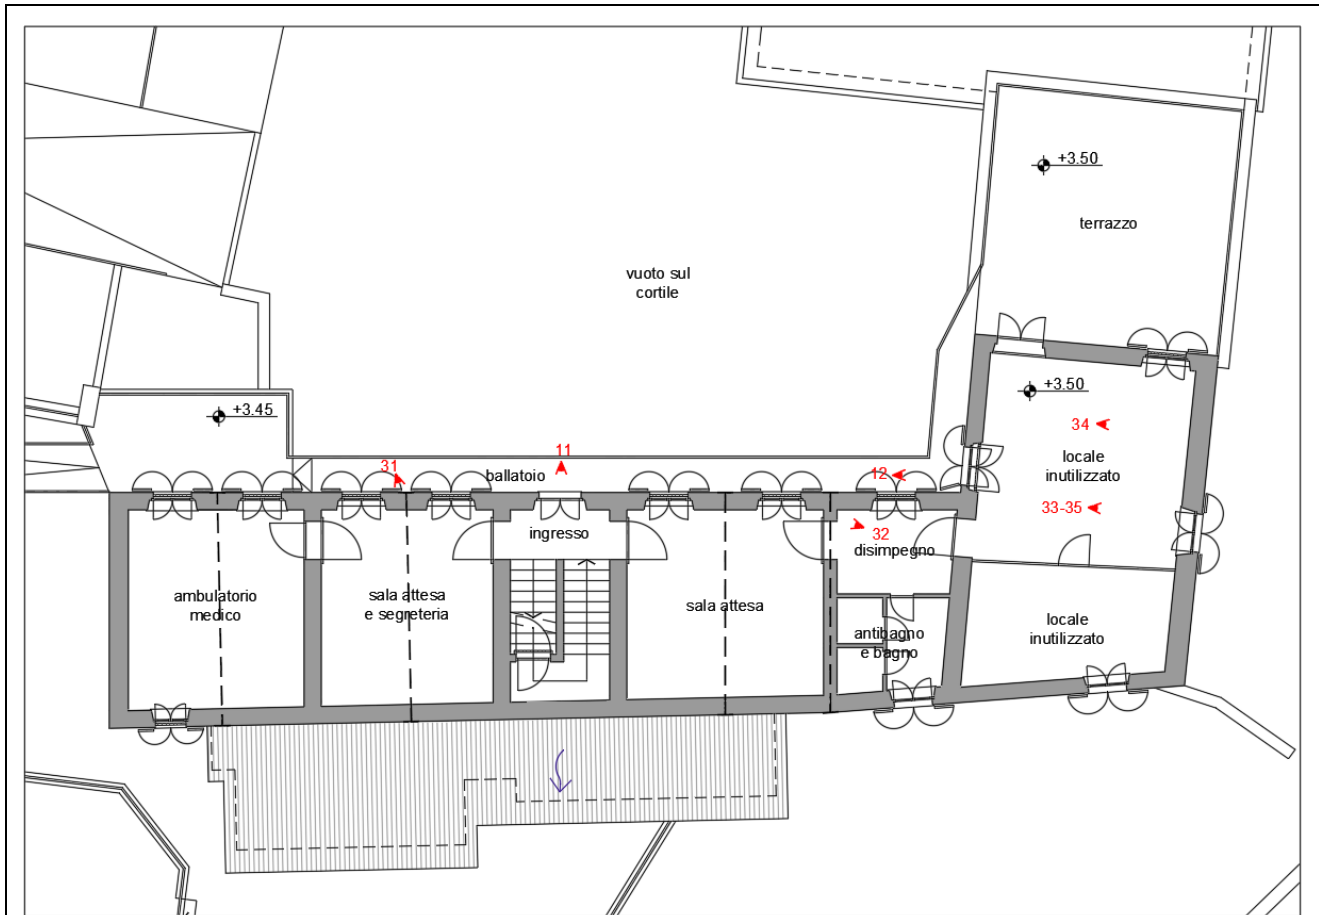 +3.50
terrazzo
vuoto sul
cortile
+3.50
+3.45
34
locale
inutilizzato
11
31
ballatoio
12
33-35
ingresso
32
disimpegno
ambulatorio
medico
sala attesa
e segreteria
sala attesa
antibagno
e bagno
locale
inutilizzato